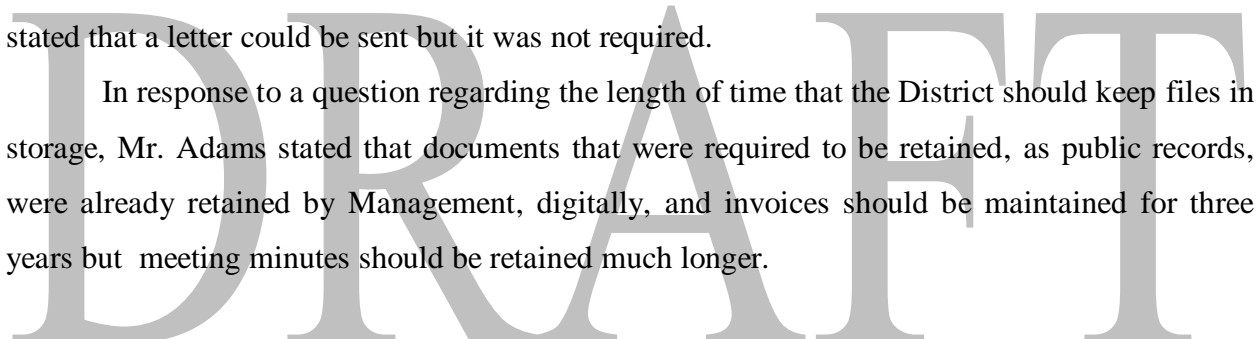 stated that a letter could be sent but it was not required.
In response to a question regarding the length of time that the District should keep files in
storage, Mr. Adams stated that documents that were required to be retained, as public records,
were already retained by Management, digitally, and invoices should be maintained for three
years but meeting minutes should be retained much longer.
DRAFT